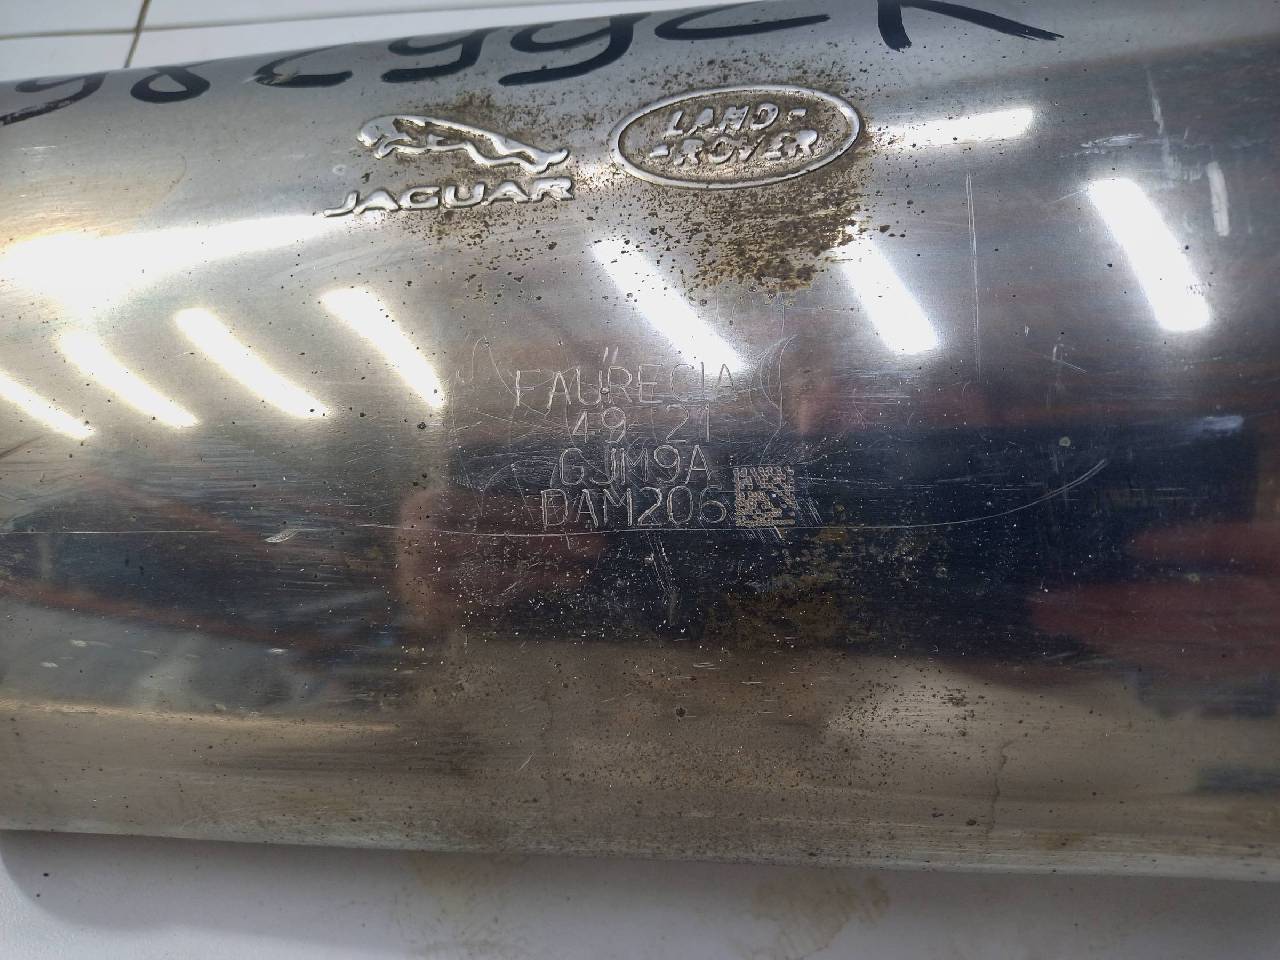 JAGUAR
LAND-
-ROVER
FAURECIA
49 21
GJM9A
DAM206